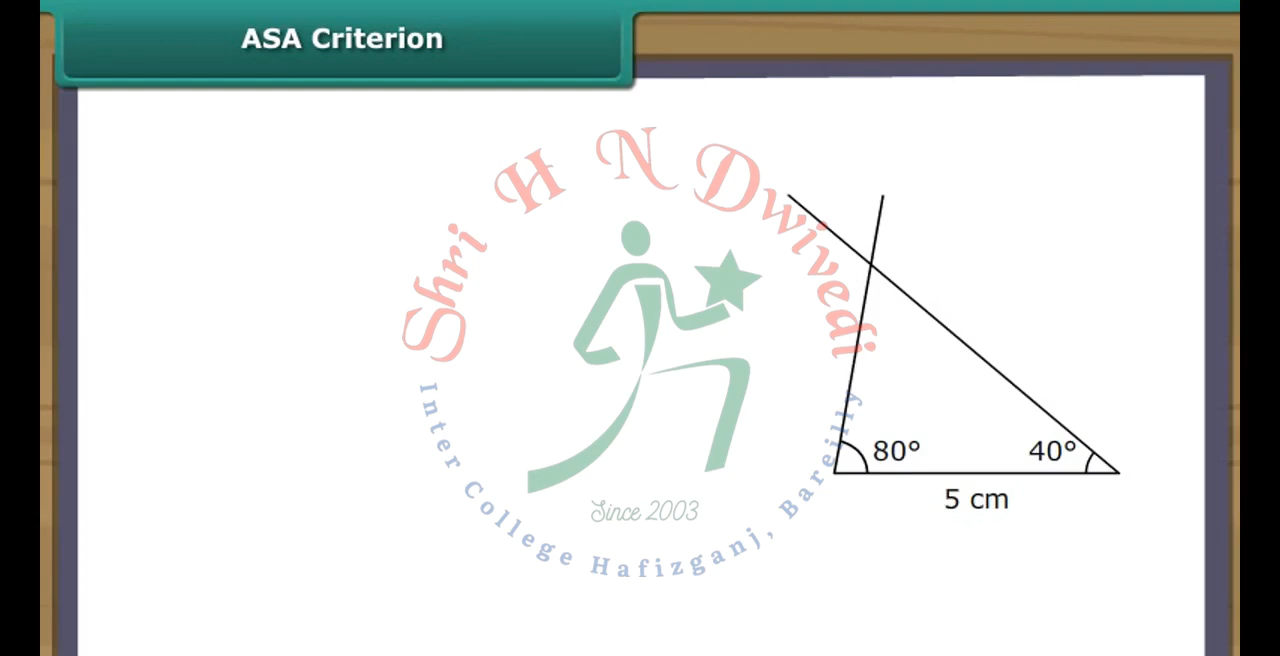 ASA Criterion
Shri H N Dwivedi
80°
40°
5 cm
Since 2003
Inter College Hafizganj, Bareilly